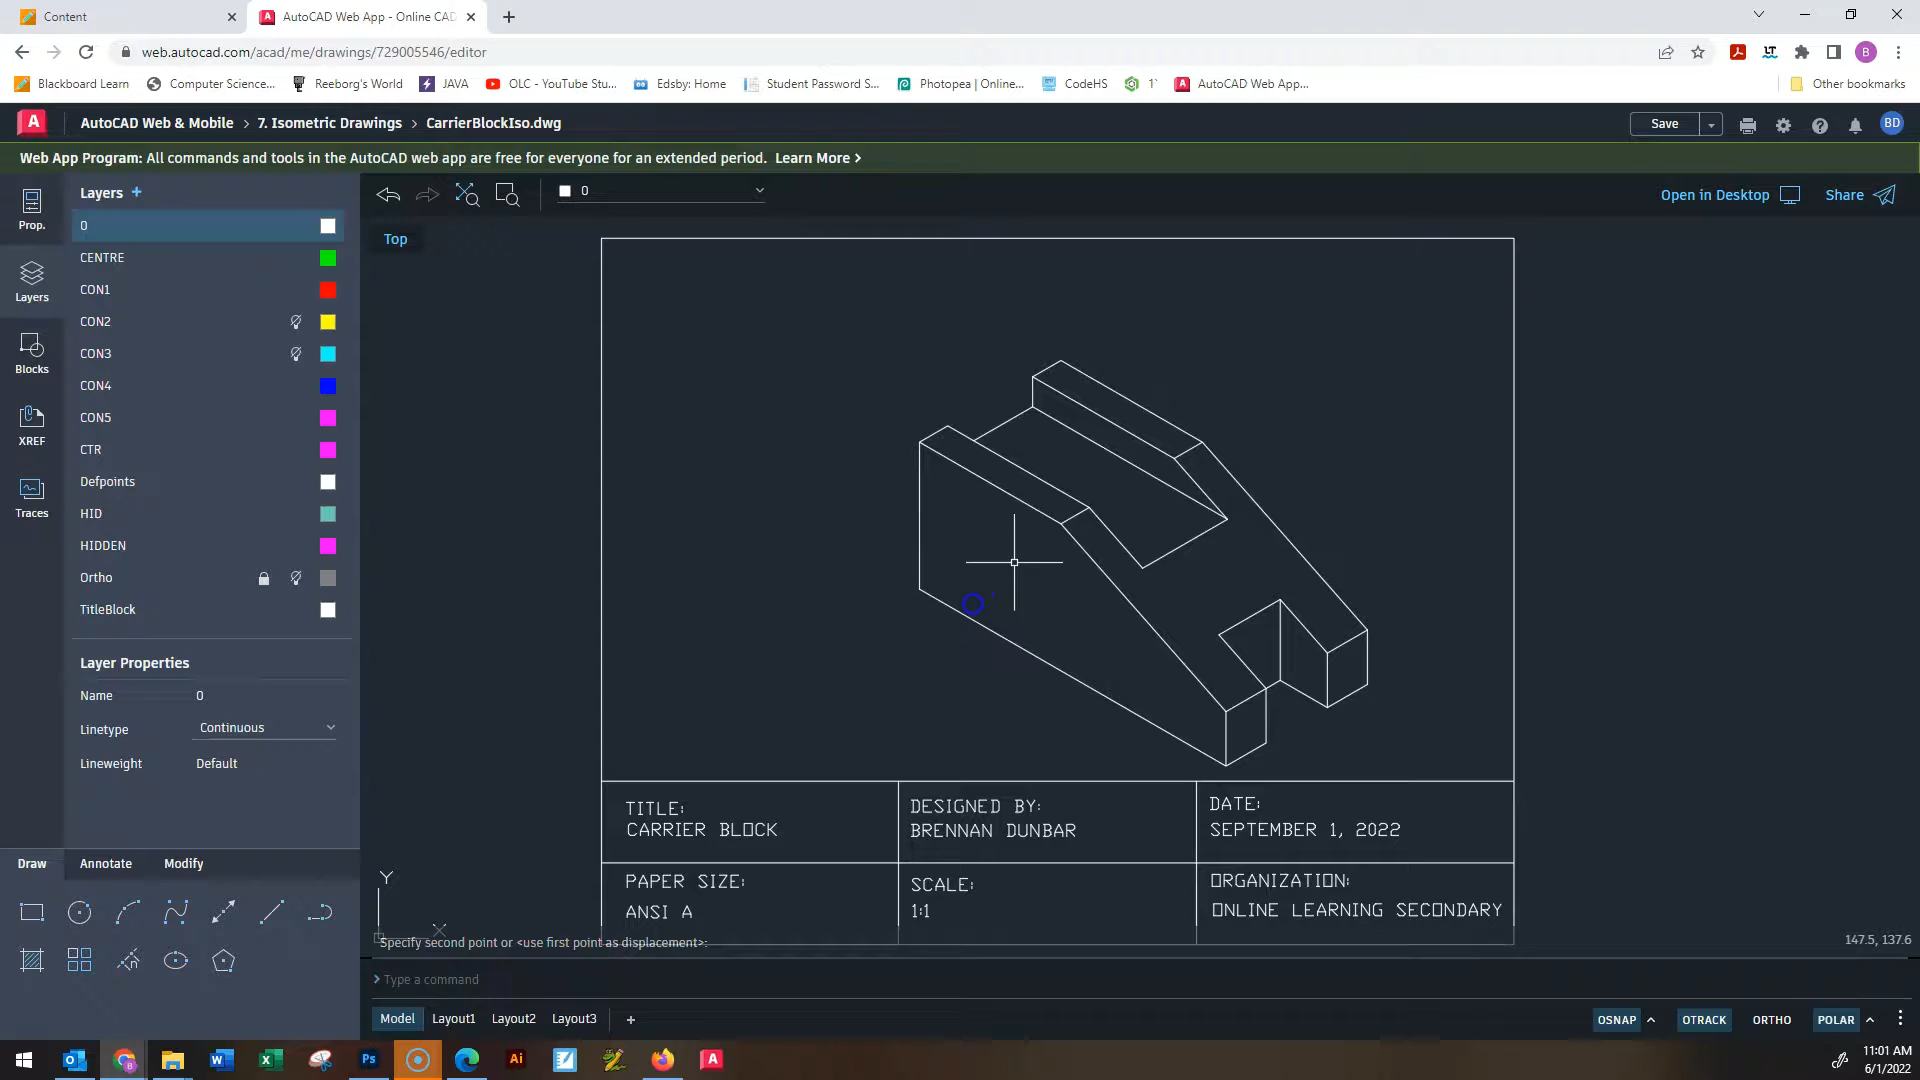 Content
AutoCAD Web App - Online CAD
web.autocad.com/acad/me/drawings/729005546/editor
B
Blackboard Learn
Computer Science...
Reeborg's World
JAVA
OLC - YouTube Stu...
Edsby: Home
Student Password S...
Photopea | Online...
CodeHS
1`
AutoCAD Web App...
Other bookmarks
AutoCAD Web & Mobile > 7. Isometric Drawings > CarrierBlockIso.dwg
Save
BD
Web App Program: All commands and tools in the AutoCAD web app are free for everyone for an extended period. Learn More >
Prop.
Layers
Blocks
XREF
Traces
Layers +
0
CENTRE
CON1
CON2
CON3
CON4
CON5
CTR
Defpoints
HID
HIDDEN
Ortho
TitleBlock
Layer Properties
Name 0
Linetype Continuous
Lineweight Default
Draw Annotate Modify
0
Open in Desktop
Share
Top
TITLE:
CARRIER BLOCK
DESIGNED BY:
BRENNAN DUNBAR
DATE:
SEPTEMBER 1, 2022
PAPER SIZE:
ANSI A
SCALE:
1:1
ORGANIZATION:
ONLINE LEARNING SECONDARY
Y
X
Specify second point or <use first point as displacement>:
147.5, 137.6
> Type a command
Model Layout1 Layout2 Layout3 +
OSNAP OTRACK ORTHO POLAR
Ps
Ai
11:01 AM
6/1/2022